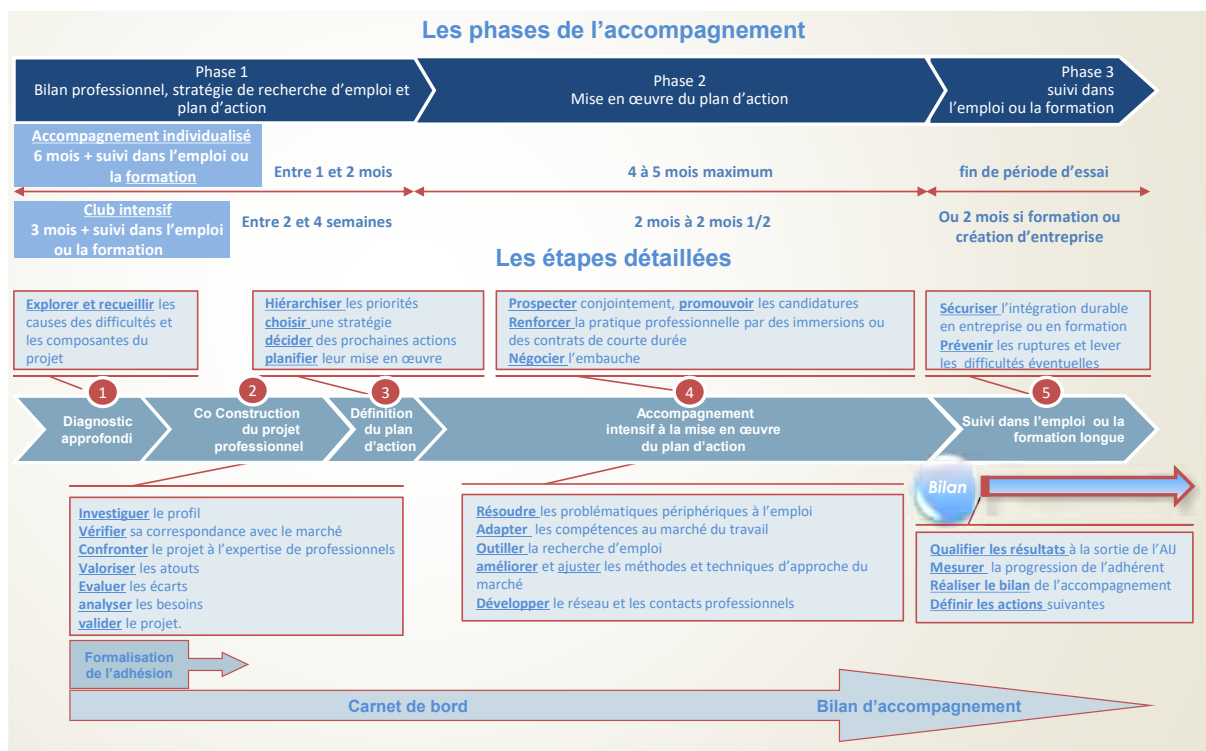 Les phases de l'accompagnement
Phase 1
Bilan professionnel, stratégie de recherche d'emploi et
plan d'action
Phase 2
Mise en œuvre du plan d'action
Phase 3
suivi dans
l'emploi ou la formation
Accompagnement individualisé
6 mois + suivi dans l'emploi ou
la formation
Entre 1 et 2 mois
4 à 5 mois maximum
fin de période d'essai
Club intensif
3 mois + suivi dans l'emploi
ou la formation
Entre 2 et 4 semaines
2 mois à 2 mois 1/2
Ou 2 mois si formation ou
création d'entreprise
Les étapes détaillées
Explorer et recueillir les
causes des difficultés et
les composantes du
projet
Hiérarchiser les priorités
choisir une stratégie
décider des prochaines actions
planifier leur mise en œuvre
Prospecter conjointement, promouvoir les candidatures
Renforcer la pratique professionnelle par des immersions ou
des contrats de courte durée
Négocier l'embauche
Sécuriser l'intégration durable
en entreprise ou en formation
Prévenir les ruptures et lever
les difficultés éventuelles
1
Diagnostic
approfondi
2
Co Construction
du projet
professionnel
3
Définition
du plan
d'action
4
Accompagnement
intensif à la mise en œuvre
du plan d'action
5
Suivi dans l'emploi ou la
formation longue
Bilan
Investiguer le profil
Vérifier sa correspondance avec le marché
Confronter le projet à l'expertise de professionnels
Valoriser les atouts
Evaluer les écarts
analyser les besoins
valider le projet.
Résoudre les problématiques périphériques à l'emploi
Adapter les compétences au marché du travail
Outiller la recherche d'emploi
améliorer et ajuster les méthodes et techniques d'approche du
marché
Développer le réseau et les contacts professionnels
Qualifier les résultats à la sortie de l'AIJ
Mesurer la progression de l'adhérent
Réaliser le bilan de l'accompagnement
Définir les actions suivantes
Formalisation
de l'adhésion
Carnet de bord
Bilan d'accompagnement